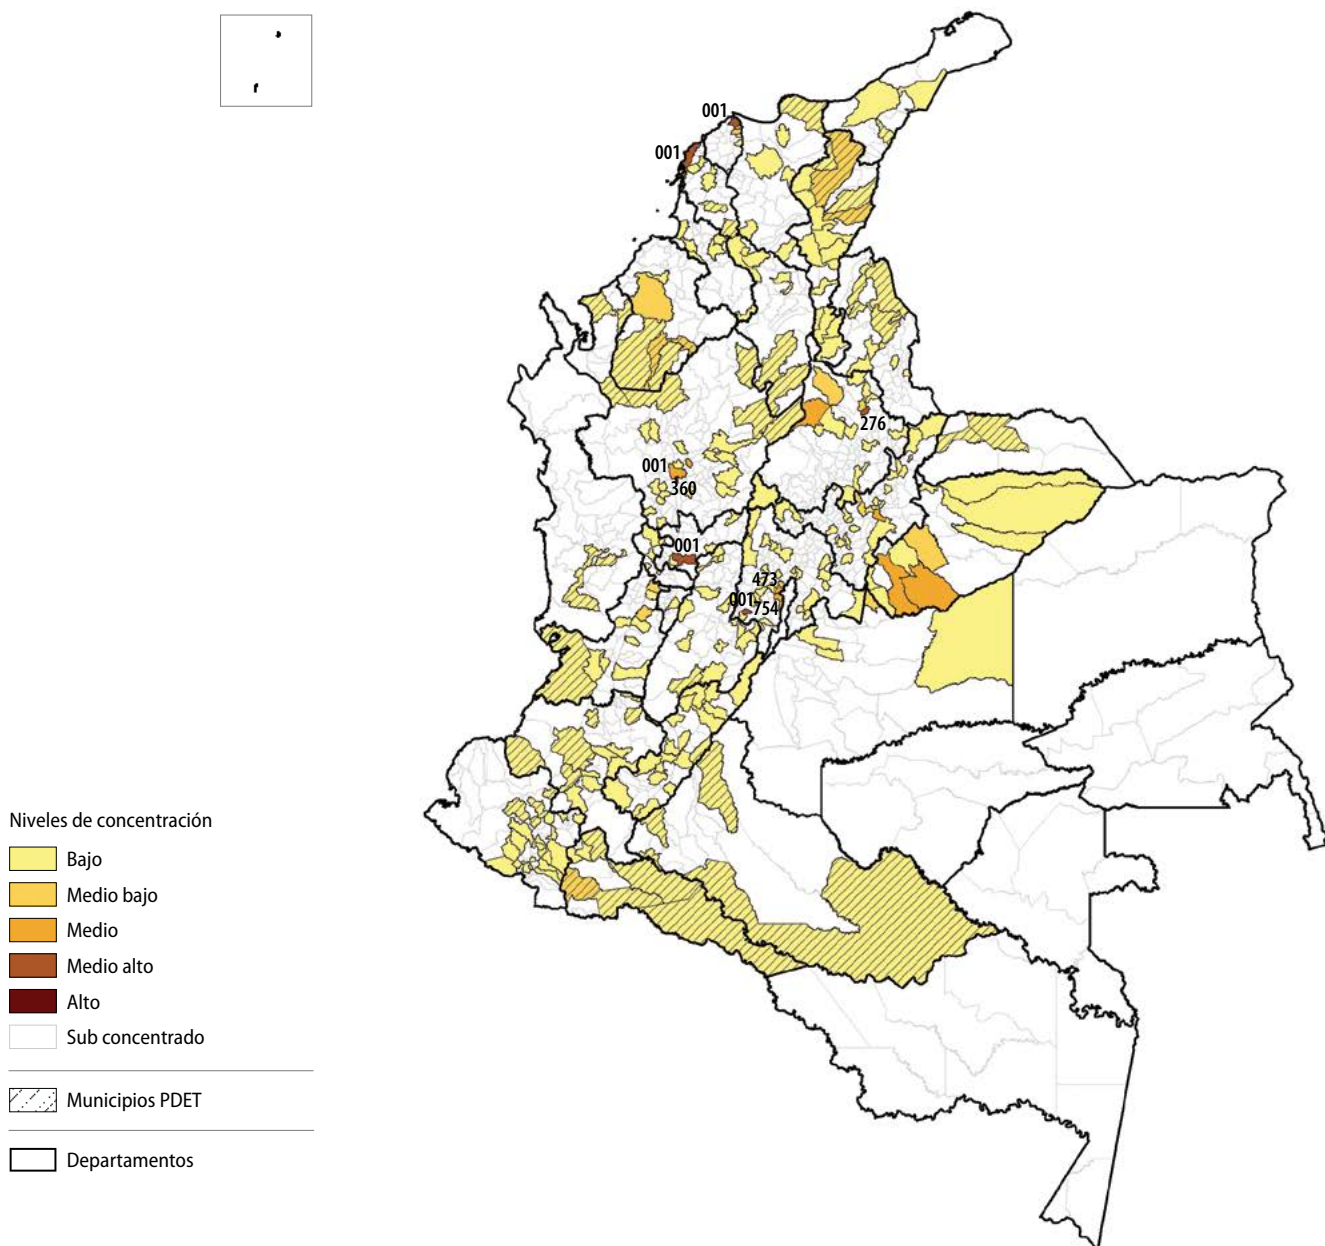 001
001
276
001
360
001
473
001
754
Niveles de concentración
Bajo
Medio bajo
Medio
Medio alto
Alto
Sub concentrado
Municipios PDET
Departamentos